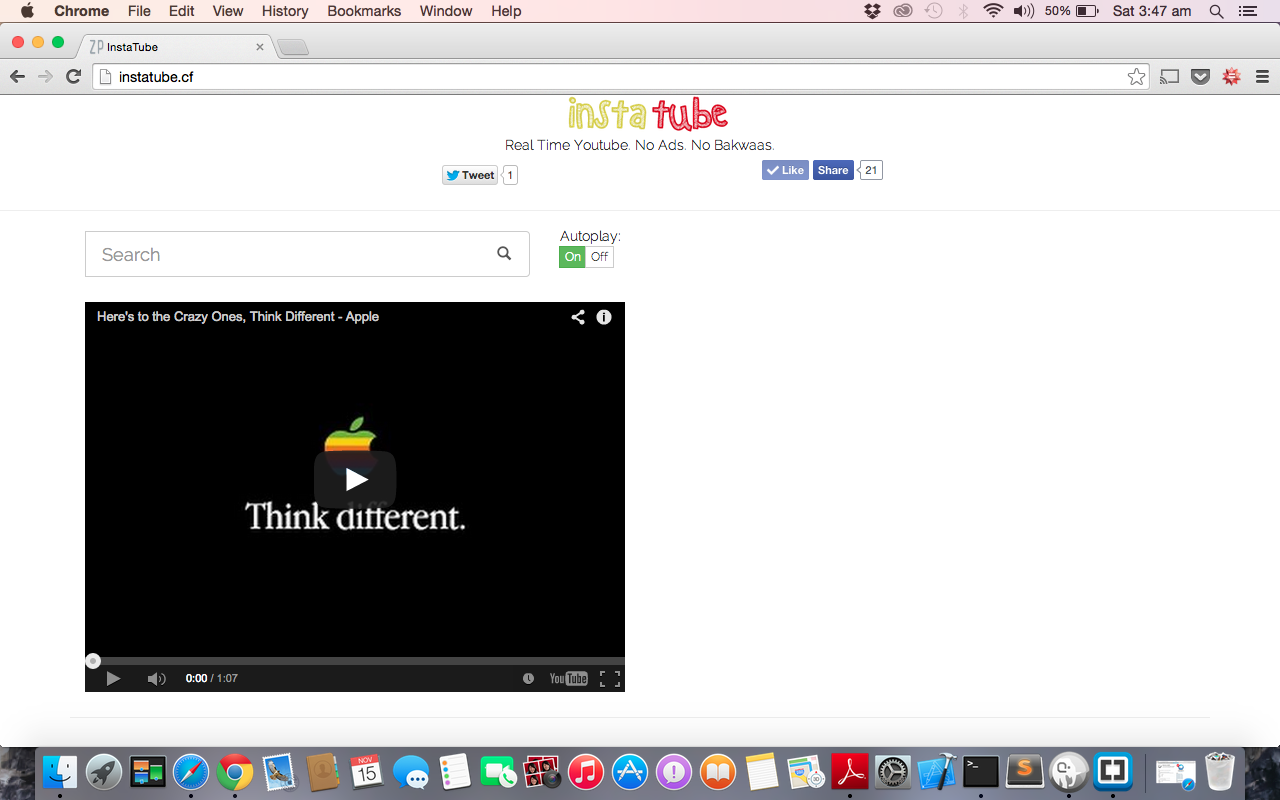 Chrome File Edit View History Bookmarks Window Help 50% Sat 3:47 am
ZP InstaTube
instatube.cf
insta tube
Real Time Youtube. No Ads. No Bakwaas.
Tweet 1 Like Share 21
Search
Autoplay:
On Off
Here's to the Crazy Ones, Think Different - Apple
Think different.
0:00 / 1:07 YouTube
NOV
15